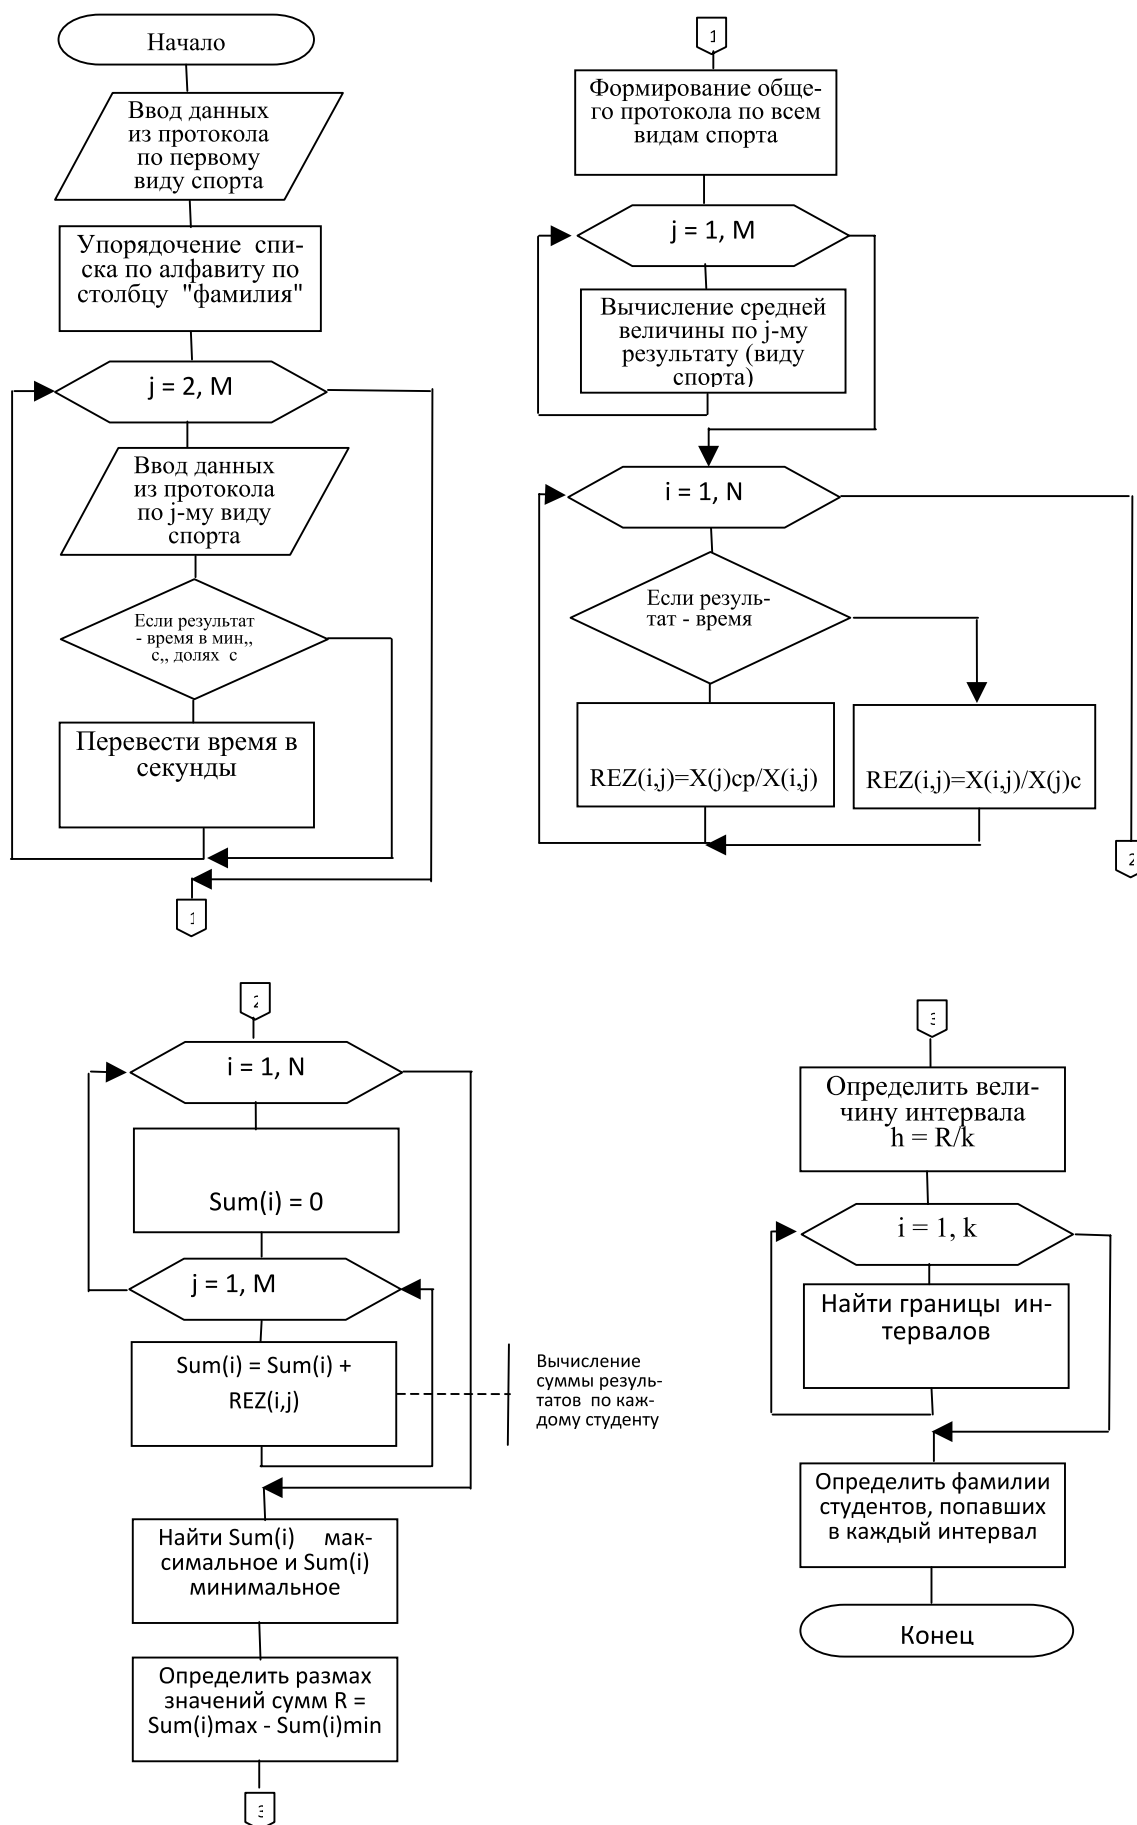 Начало
Ввод данных
из протокола
по первому
виду спорта
Упорядочение спи-
ска по алфавиту по
столбцу "фамилия"
j = 2, M
Ввод данных
из протокола
по j-му виду
спорта
Если результат
- время в мин,,
с,, долях с
Перевести время в
секунды
1
1
Формирование обще-
го протокола по всем
видам спорта
j = 1, M
Вычисление средней
величины по j-му
результату (виду
спорта)
i = 1, N
Если резуль-
тат - время
REZ(i,j)=X(j)cp/X(i,j)
REZ(i,j)=X(i,j)/X(j)c
2
2
i = 1, N
Sum(i) = 0
j = 1, M
Sum(i) = Sum(i) +
REZ(i,j)
Вычисление
суммы резуль-
татов по каж-
дому студенту
Найти Sum(i) мак-
симальное и Sum(i)
минимальное
Определить размах
значений сумм R =
Sum(i)max - Sum(i)min
3
3
Определить вели-
чину интервала
h = R/k
i = 1, k
Найти границы ин-
тервалов
Определить фамилии
студентов, попавших
в каждый интервал
Конец